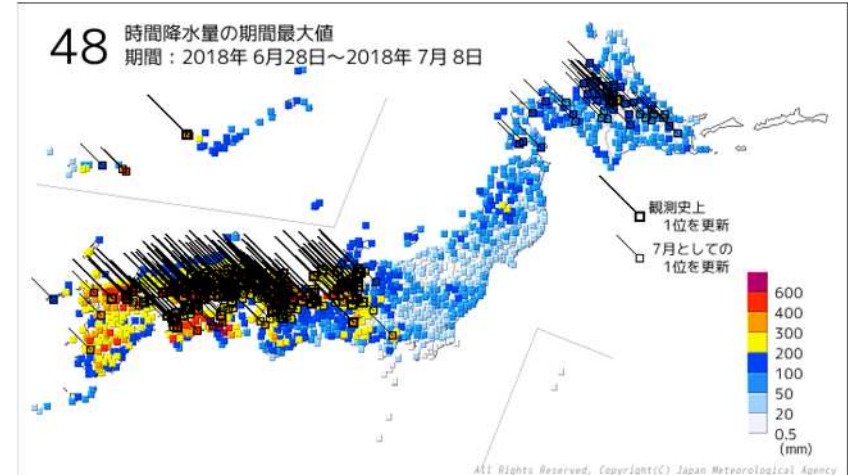 48 時間降水量の期間最大値
期間：2018年 6月28日～2018年 7月 8日
観測史上
1位を更新
7月としての
1位を更新
600
400
300
200
100
50
20
0.5
(mm)
All Rights Reserved, Copyright(C) Japan Meteorological Agency